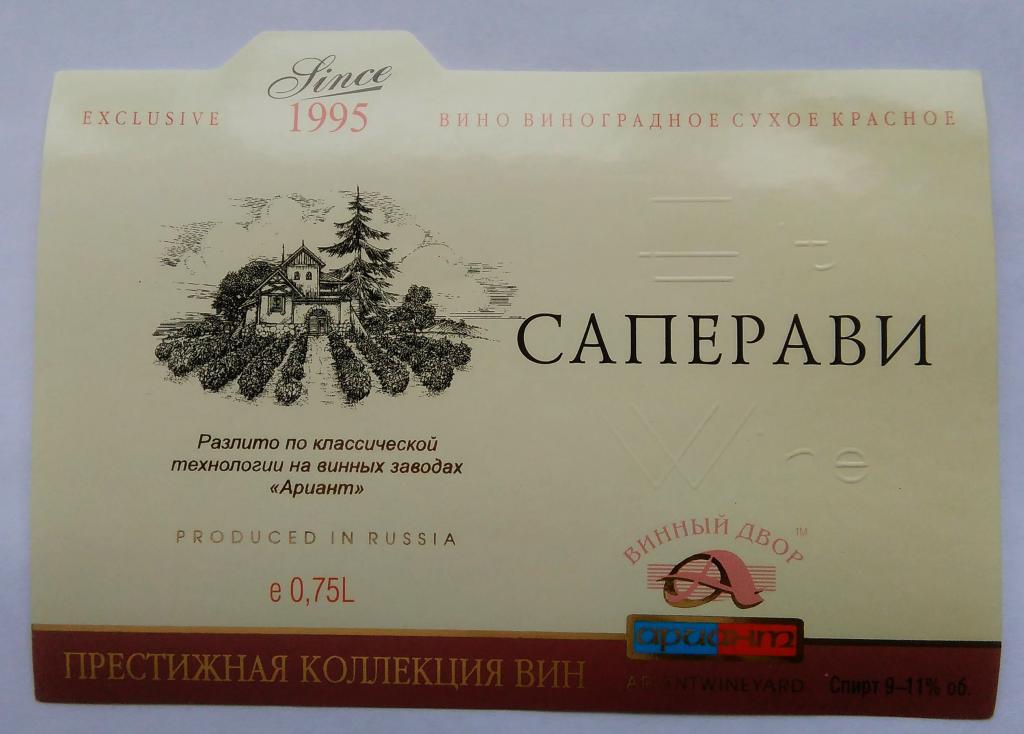 Since
1995
EXCLUSIVE
ВИНО ВИНОГРАДНОЕ СУХОЕ КРАСНОЕ
САПЕРАВИ
Разлито по классической
технологии на винных заводах
«Ариант»
PRODUCED IN RUSSIA
е 0,75L
ВИННЫЙ ДВОР TM
ариант
ARIANTWINEYARD
ПРЕСТИЖНАЯ КОЛЛЕКЦИЯ ВИН
Спирт 9–11% об.